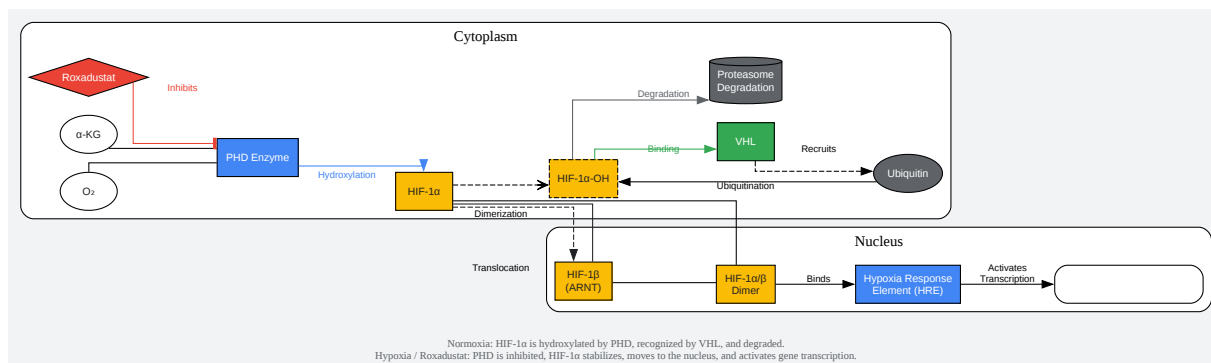 Cytoplasm
Roxadustat
Inhibits
α-KG
O₂
PHD Enzyme
Hydroxylation
HIF-1α
HIF-1α-OH
Degradation
Proteasome
Degradation
Binding
VHL
Recruits
Ubiquitin
Ubiquitination
Dimerization
Nucleus
Translocation
HIF-1β
(ARNT)
HIF-1α/β
Dimer
Binds
Hypoxia Response
Element (HRE)
Activates
Transcription
Normoxia: HIF-1α is hydroxylated by PHD, recognized by VHL, and degraded.
Hypoxia / Roxadustat: PHD is inhibited, HIF-1α stabilizes, moves to the nucleus, and activates gene transcription.